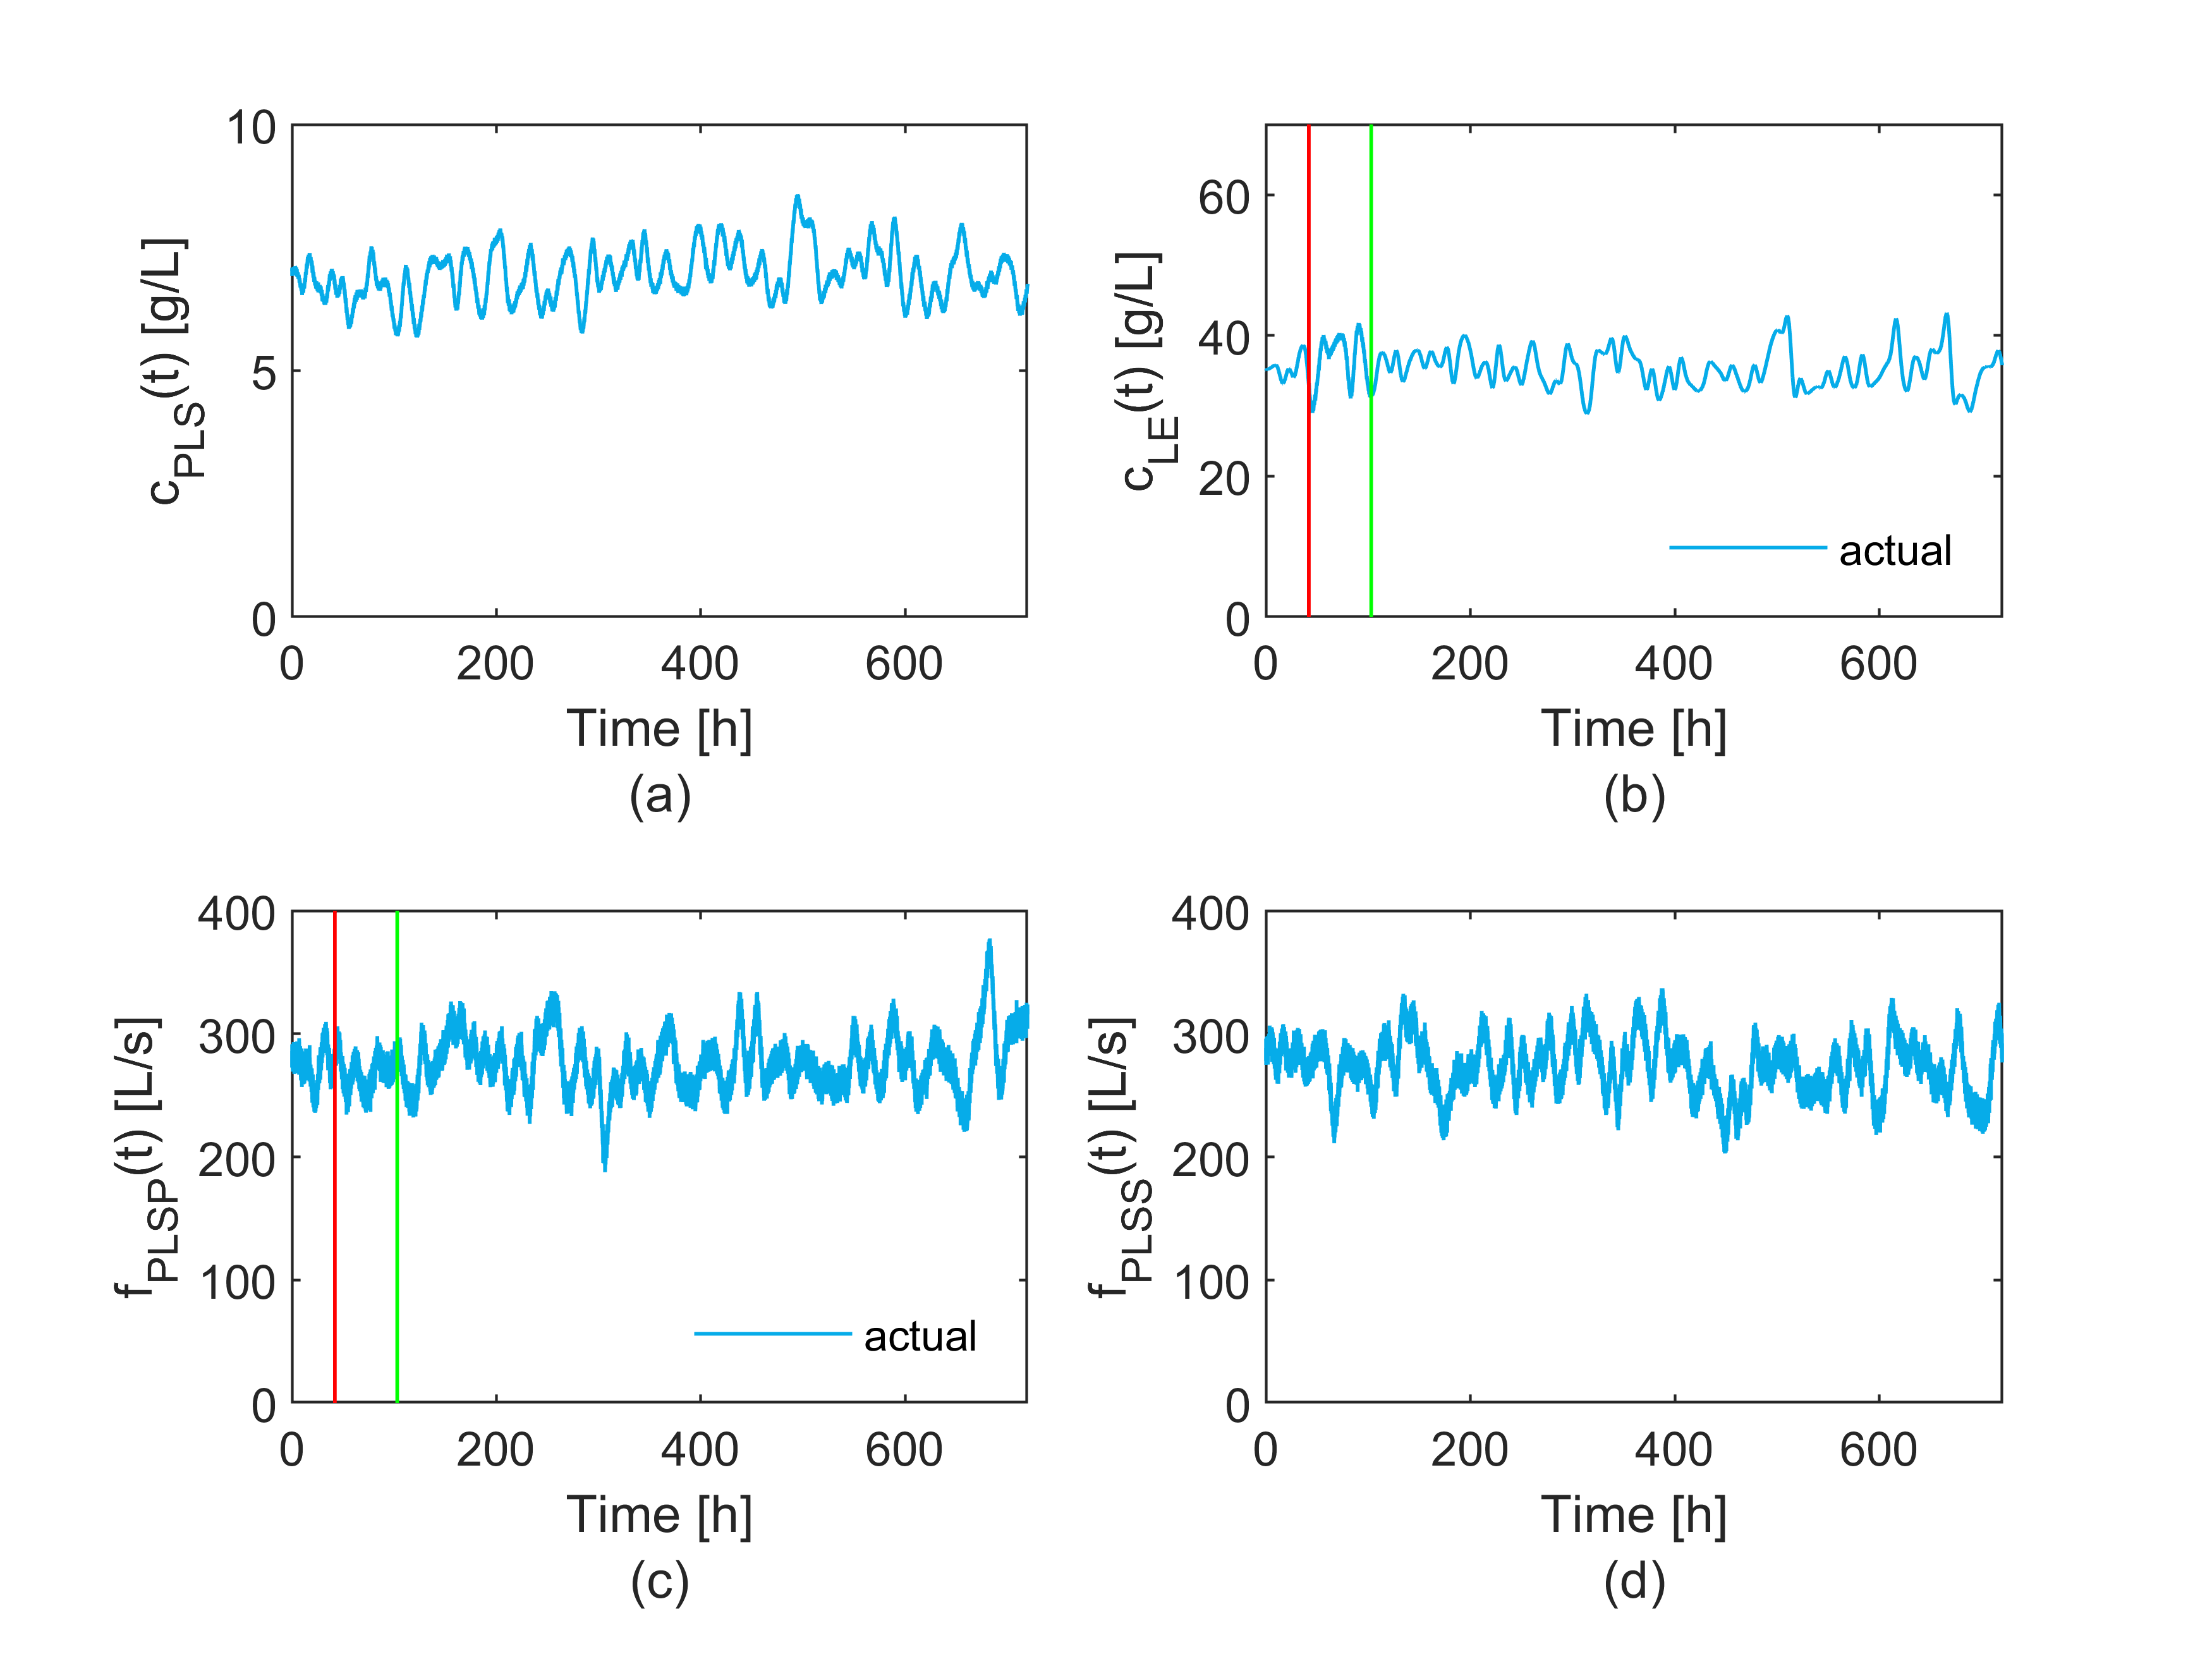 10
5
0
0 200 400 600
Time [h]
(a)
c_PLS(t) [g/L]
60
40
20
0
0 200 400 600
Time [h]
(b)
c_LE(t) [g/L]
actual
400
300
200
100
0
0 200 400 600
Time [h]
(c)
f_PLSP(t) [L/s]
actual
400
300
200
100
0
0 200 400 600
Time [h]
(d)
f_PLSS(t) [L/s]